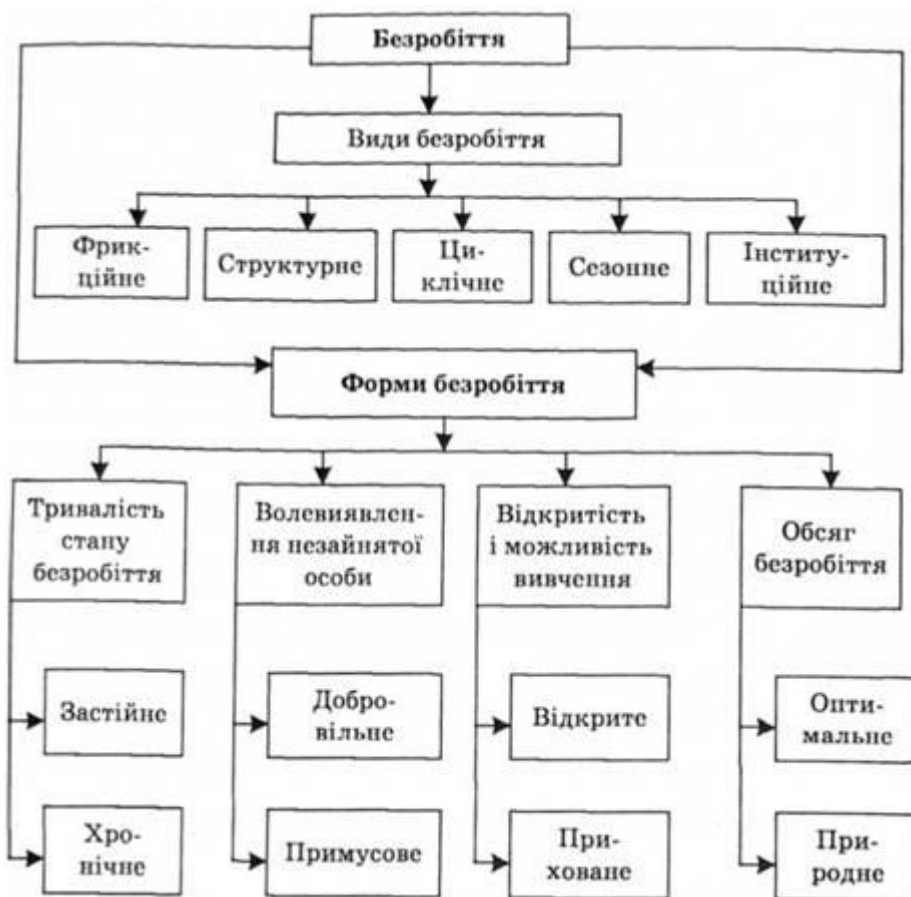 Безробіття
Види безробіття
Фрик-
ційне
Структурне
Ци-
клічне
Сезонне
Інститу-
ційне
Форми безробіття
Тривалість
стану
безробіття
Волевиявлен-
ня незайнятої
особи
Відкритість
і можливість
вивчення
Обсяг
безробіття
Застійне
Добро-
вільне
Відкрите
Опти-
мальне
Хро-
нічне
Примусове
При-
ховане
При-
родне